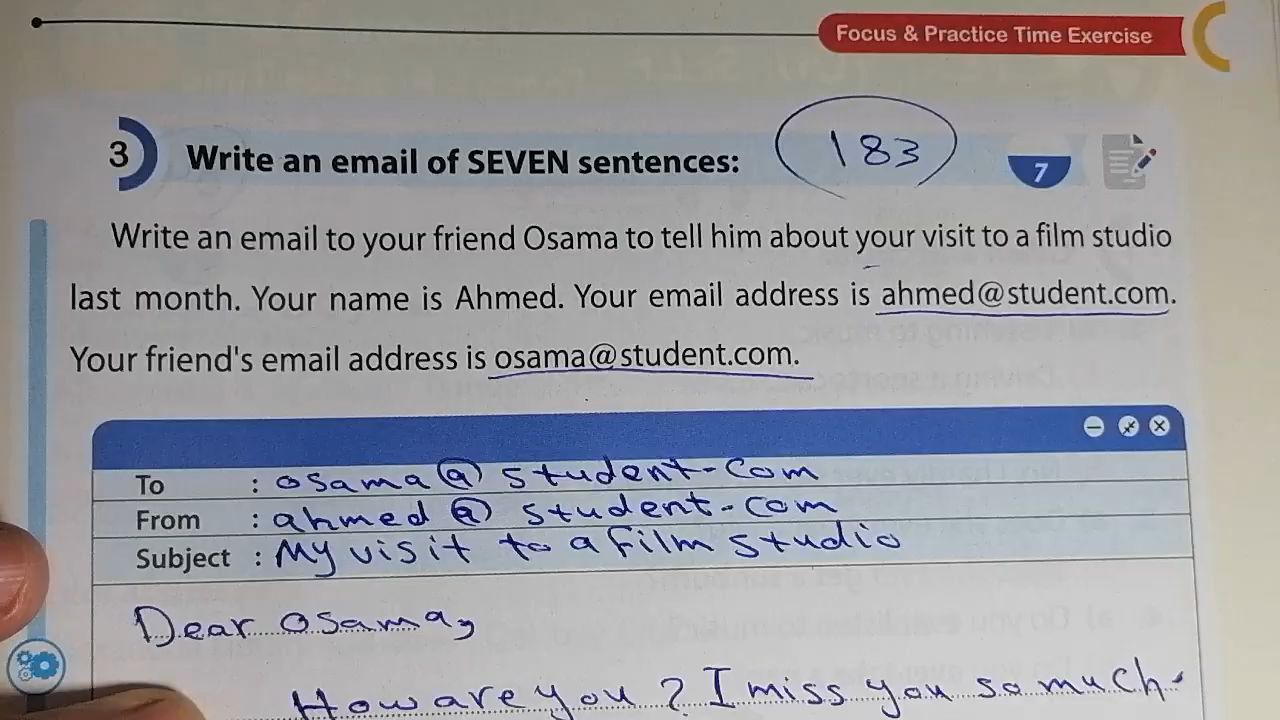 Focus & Practice Time Exercise
3 Write an email of SEVEN sentences: 183 7
Write an email to your friend Osama to tell him about your visit to a film studio
last month. Your name is Ahmed. Your email address is ahmed@student.com.
Your friend's email address is osama@student.com.
To : osama@student.com
From : ahmed@student.com
Subject : My visit to a film studio
Dear Osama,
How are you? I miss you so much.